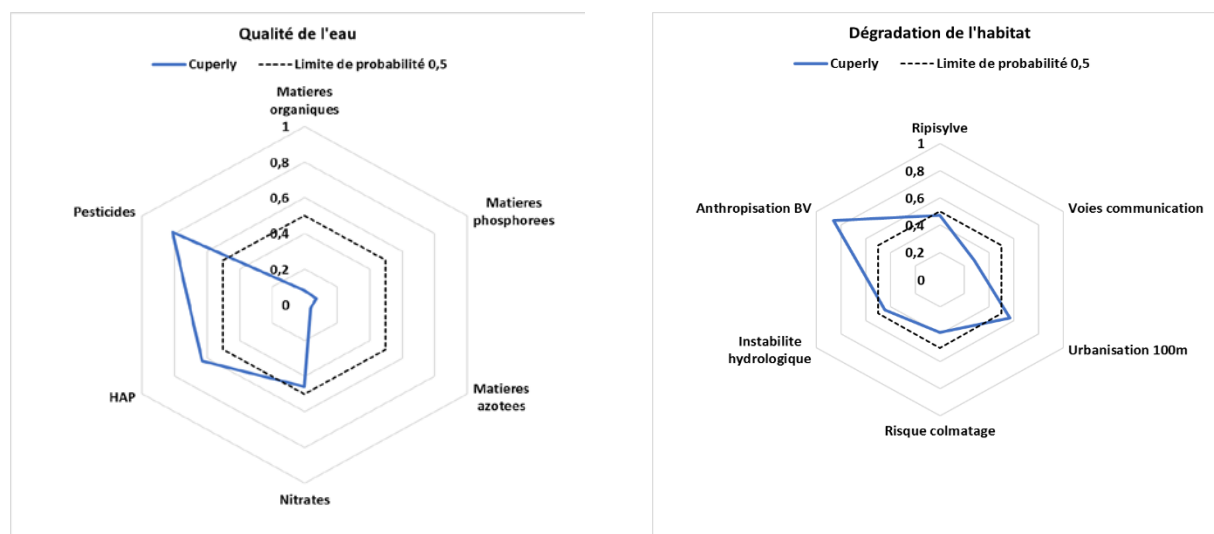 Qualité de l'eau
Cuperly
Limite de probabilité 0,5
Matieres
organiques
1
0,8
0,6
0,4
0,2
0
Matieres
phosphorees
Matieres
azotees
Nitrates
HAP
Pesticides
Dégradation de l'habitat
Cuperly
Limite de probabilité 0,5
Ripisylve
1
0,8
0,6
0,4
0,2
0
Voies communication
Urbanisation 100m
Risque colmatage
Instabilite
hydrologique
Anthropisation BV